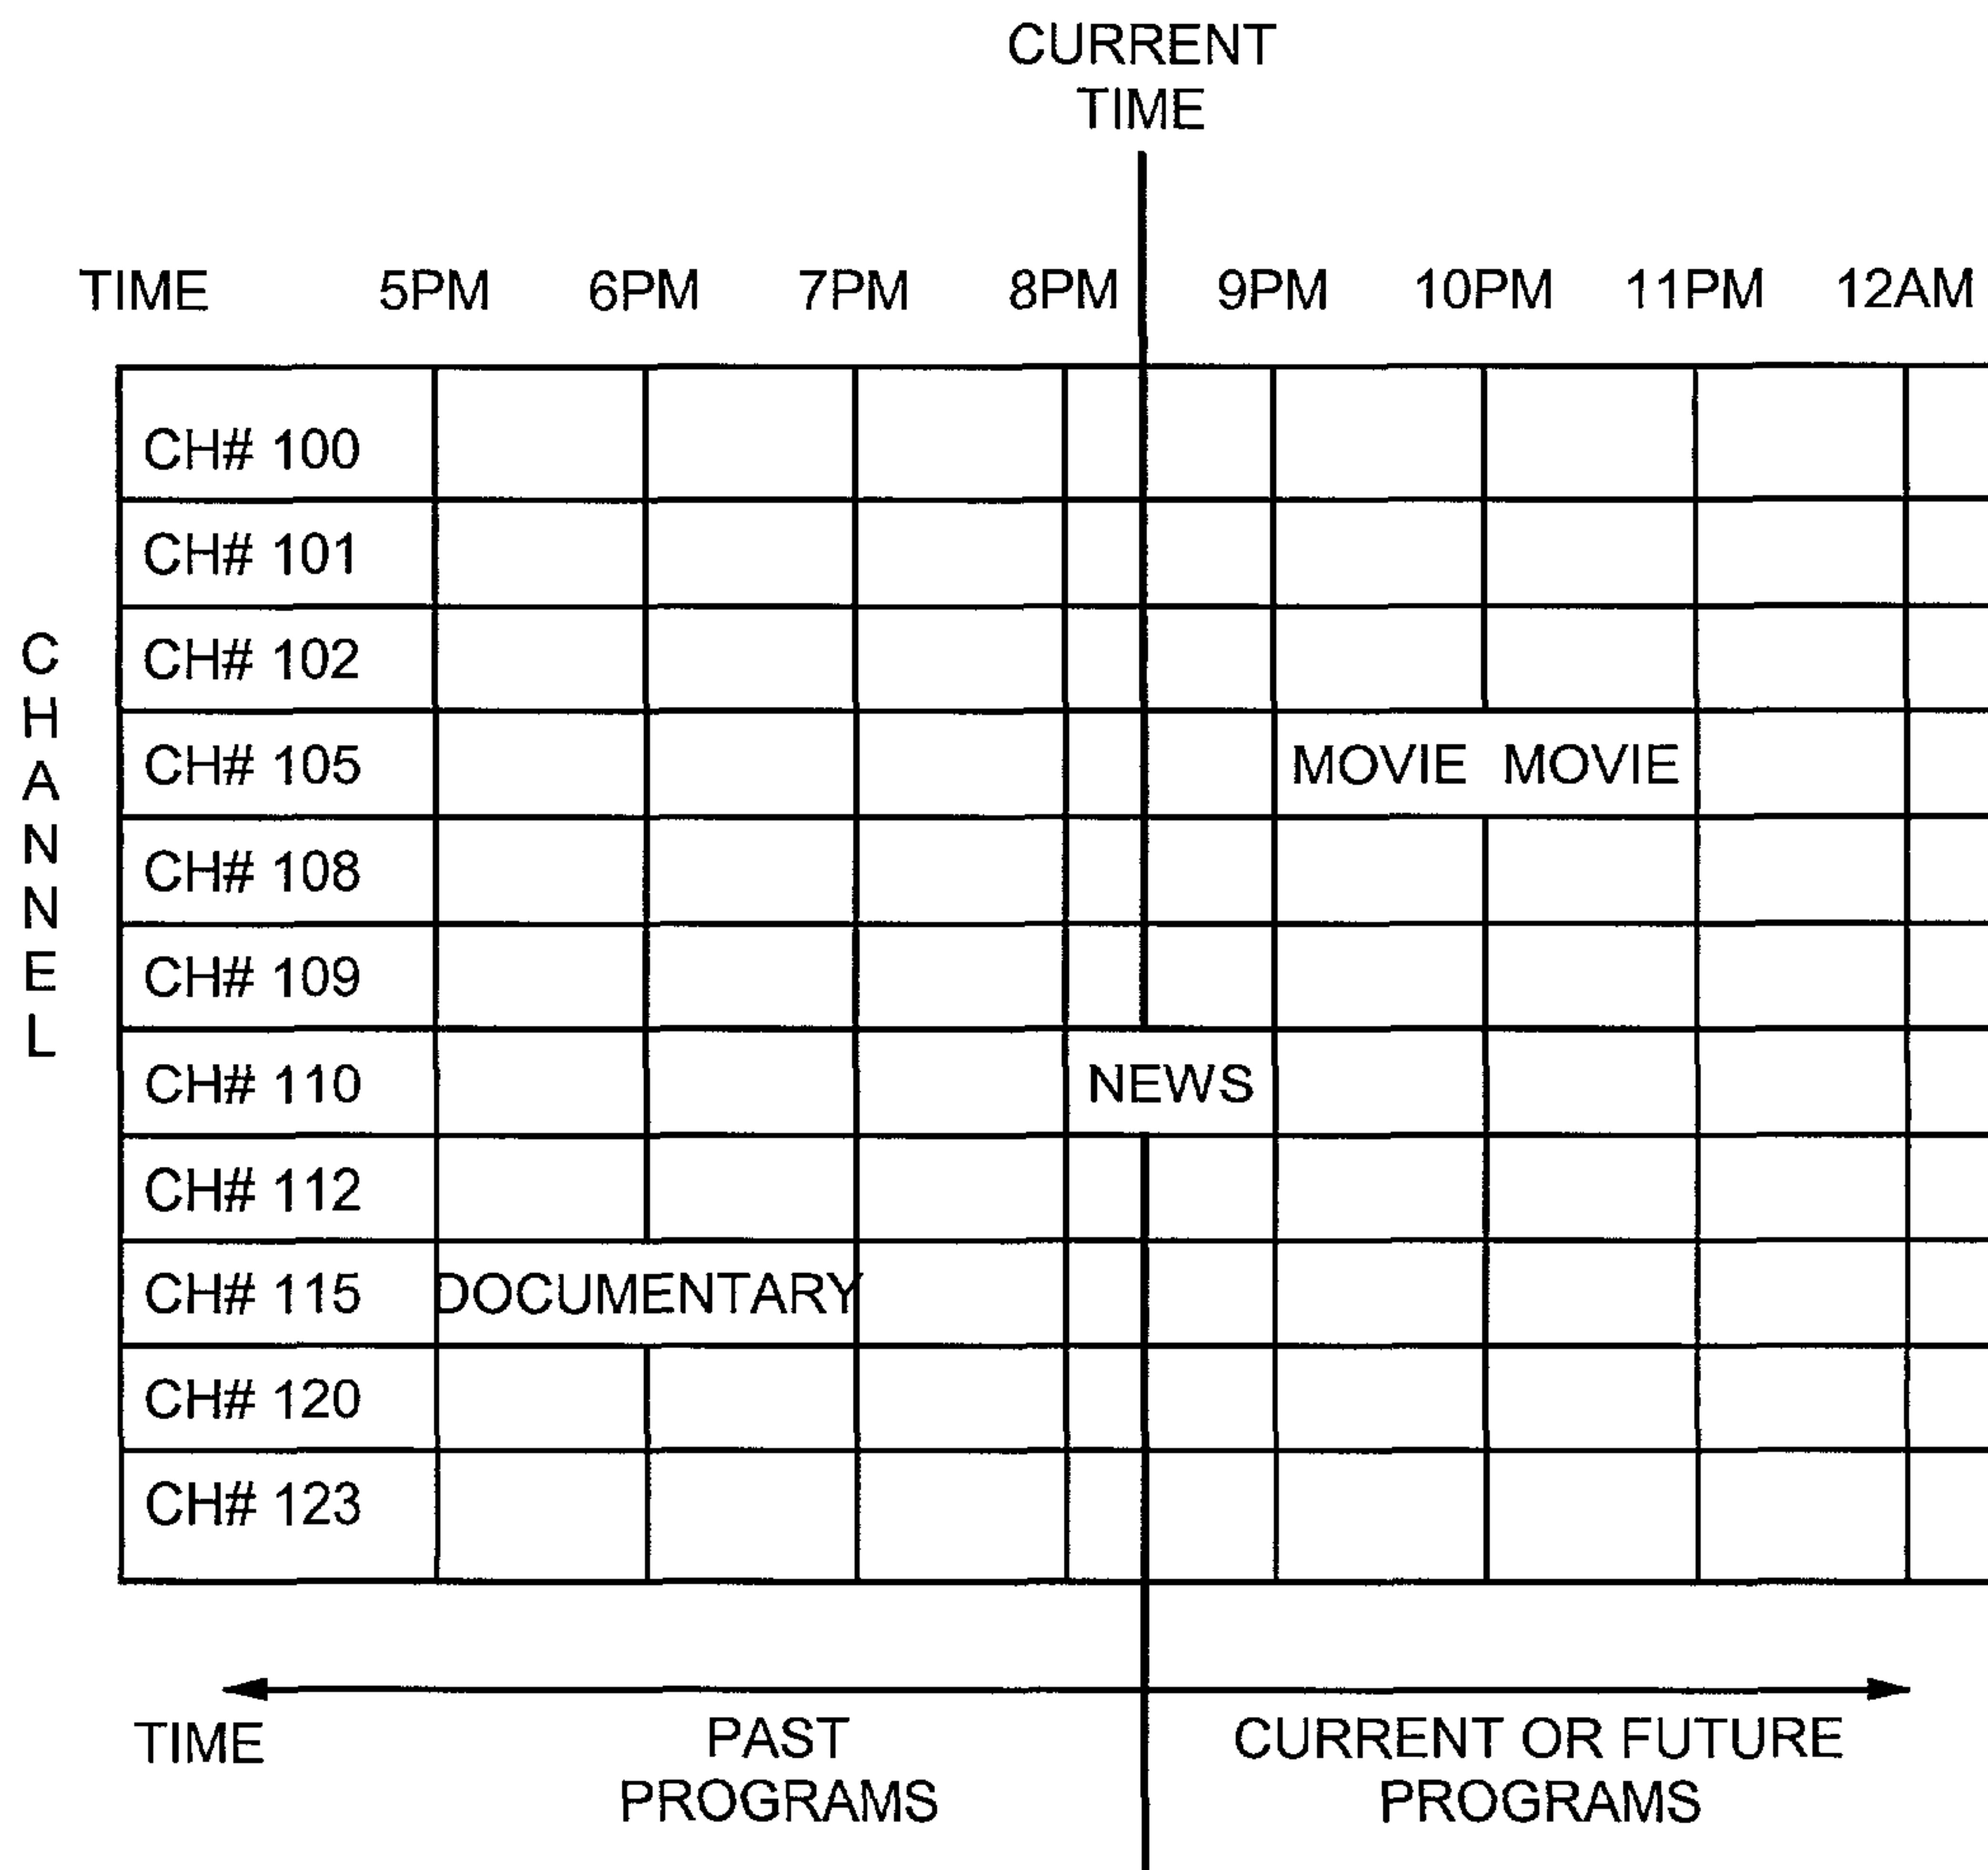 CURRENT
TIME
TIME 5PM 6PM 7PM 8PM 9PM 10PM 11PM 12AM
CHANNEL
CH# 100
CH# 101
CH# 102
CH# 105 MOVIE MOVIE
CH# 108
CH# 109
CH# 110 NEWS
CH# 112
CH# 115 DOCUMENTARY
CH# 120
CH# 123
TIME PAST CURRENT OR FUTURE
PROGRAMS PROGRAMS